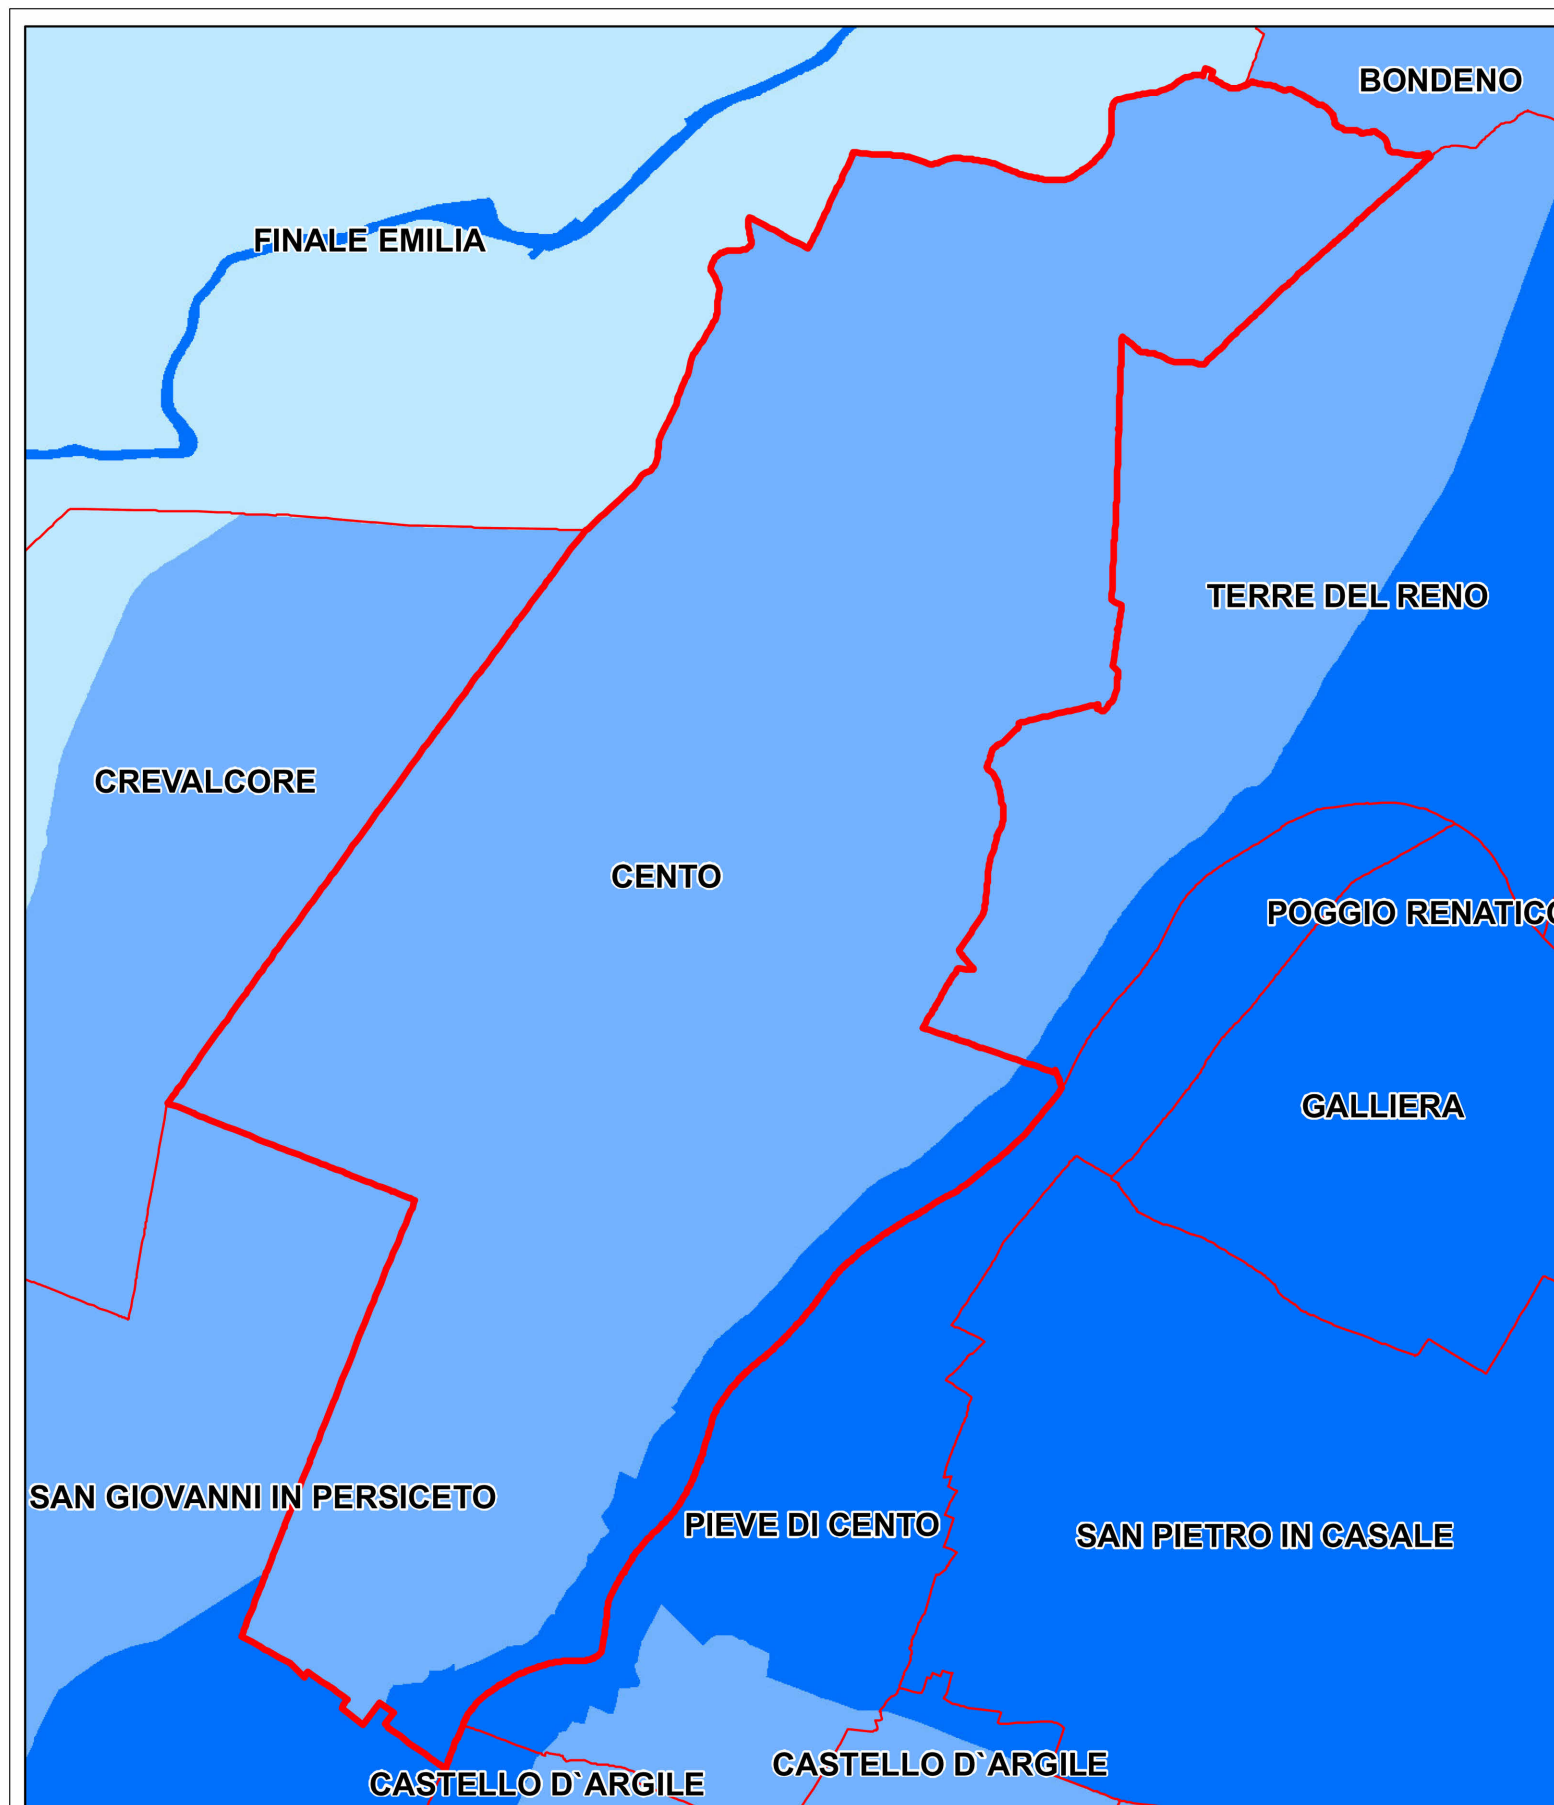 BONDENO
FINALE EMILIA
TERRE DEL RENO
CREVALCORE
CENTO
POGGIO RENATICO
GALLIERA
SAN GIOVANNI IN PERSICETO
PIEVE DI CENTO
SAN PIETRO IN CASALE
CASTELLO D`ARGILE
CASTELLO D`ARGILE